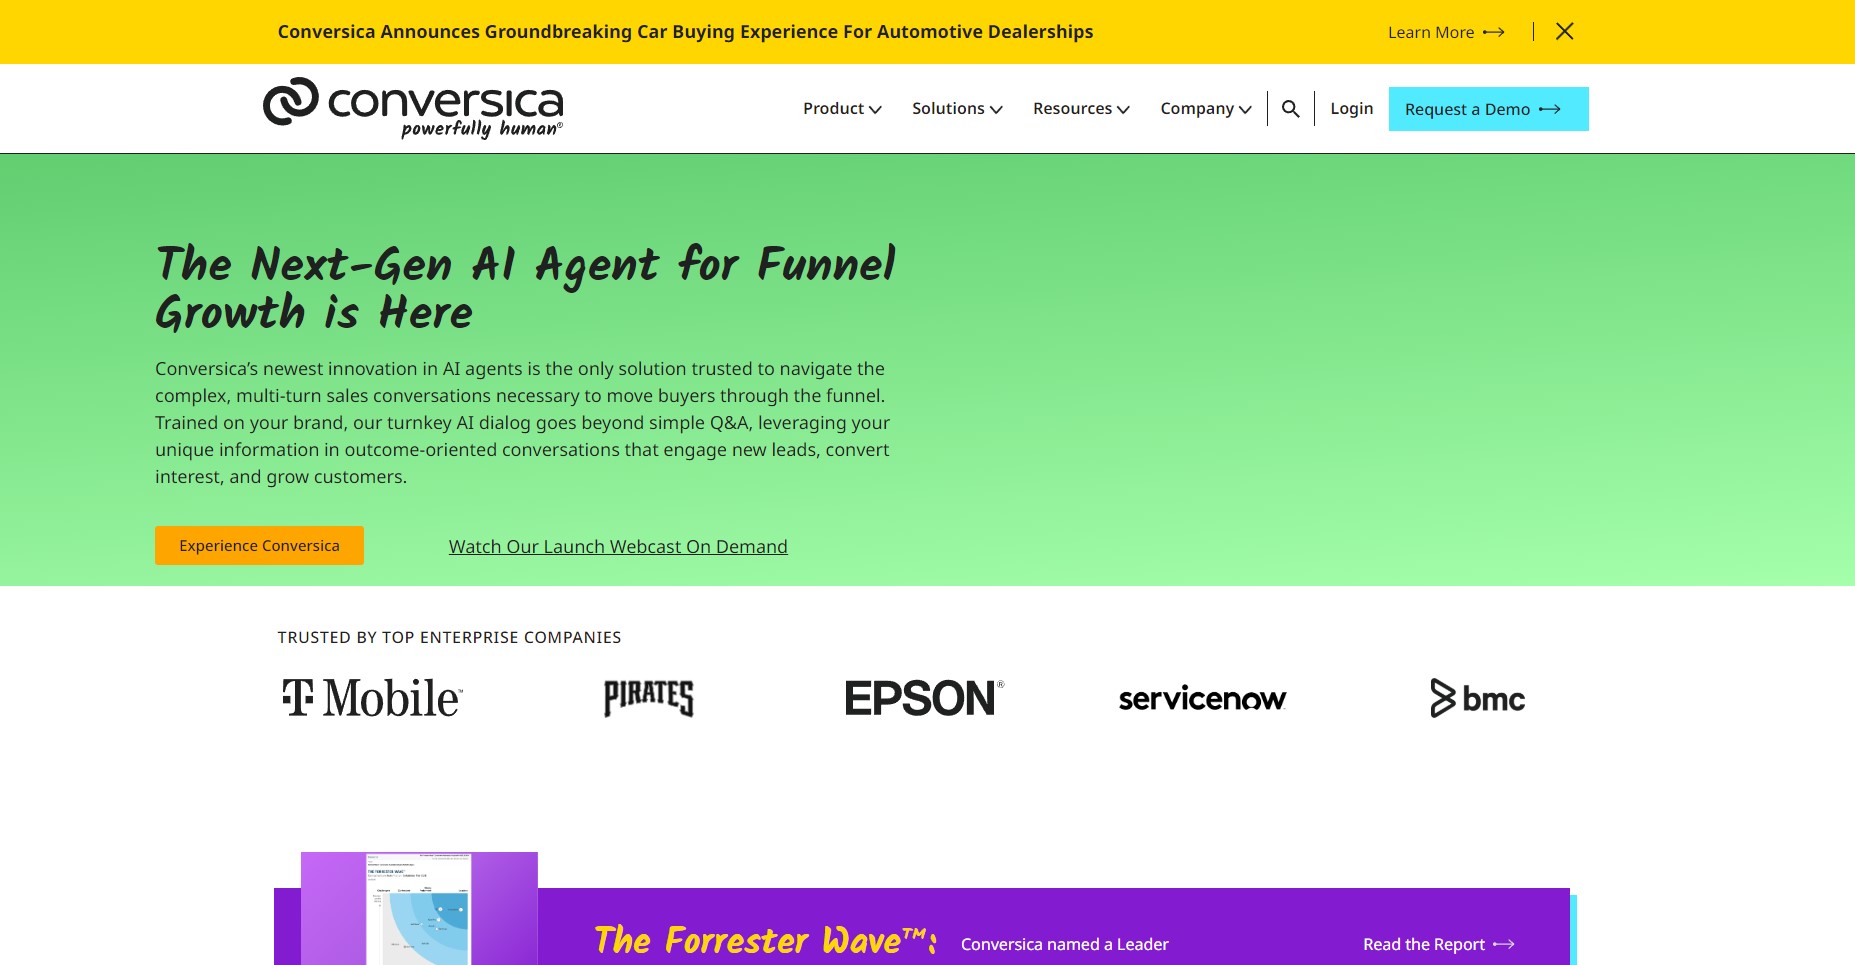 Conversica Announces Groundbreaking Car Buying Experience For Automotive Dealerships
Learn More
conversica
powerfully human®
Product
Solutions
Resources
Company
Login
Request a Demo
The Next-Gen AI Agent for Funnel
Growth is Here
Conversica’s newest innovation in AI agents is the only solution trusted to navigate the
complex, multi-turn sales conversations necessary to move buyers through the funnel.
Trained on your brand, our turnkey AI dialog goes beyond simple Q&A, leveraging your
unique information in outcome-oriented conversations that engage new leads, convert
interest, and grow customers.
Experience Conversica
Watch Our Launch Webcast On Demand
TRUSTED BY TOP ENTERPRISE COMPANIES
T Mobile™
PIRATES
EPSON®
servicenow
bmc
THE FORRESTER WAVE™
The Forrester Wave™:
Conversica named a Leader
Read the Report